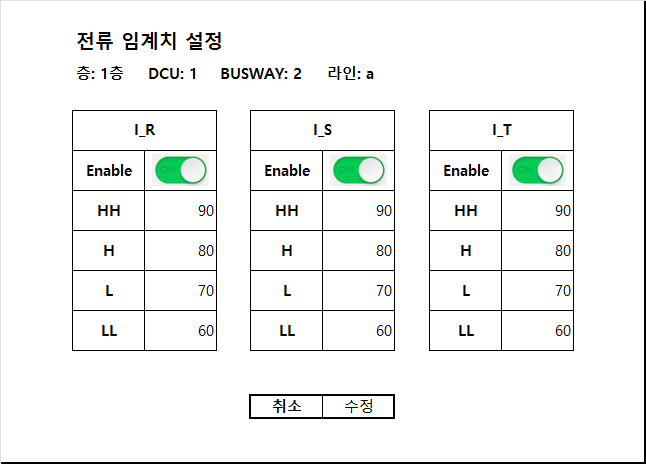 전류 임계치 설정
층: 1층 DCU: 1 BUSWAY: 2 라인: a
I_R I_S I_T
Enable ON Enable ON Enable ON
HH 90 HH 90 HH 90
H 80 H 80 H 80
L 70 L 70 L 70
LL 60 LL 60 LL 60
취소 수정